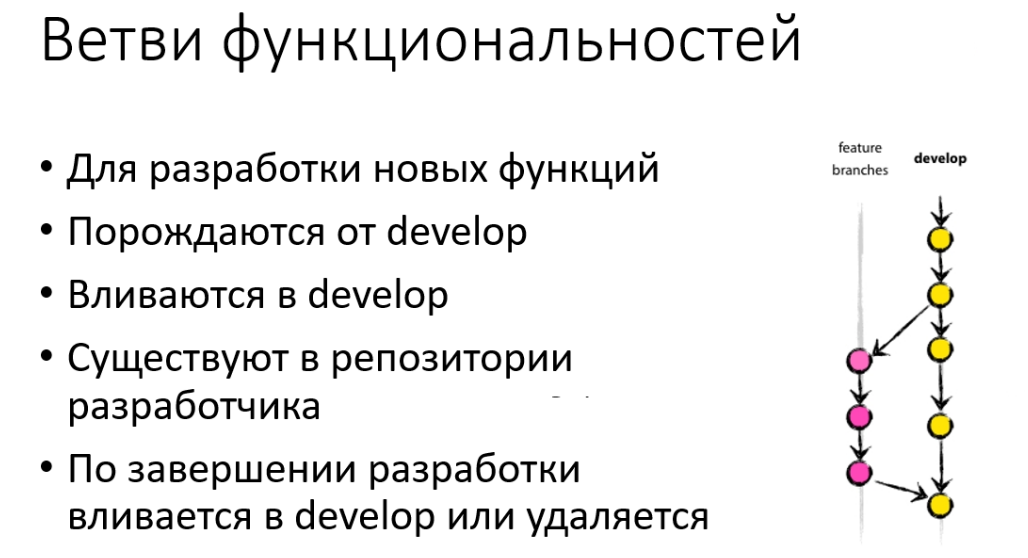 Ветви функциональностей
• Для разработки новых функций
• Порождаются от develop
• Вливаются в develop
• Существуют в репозитории
разработчика
• По завершении разработки
вливается в develop или удаляется
feature
branches
develop